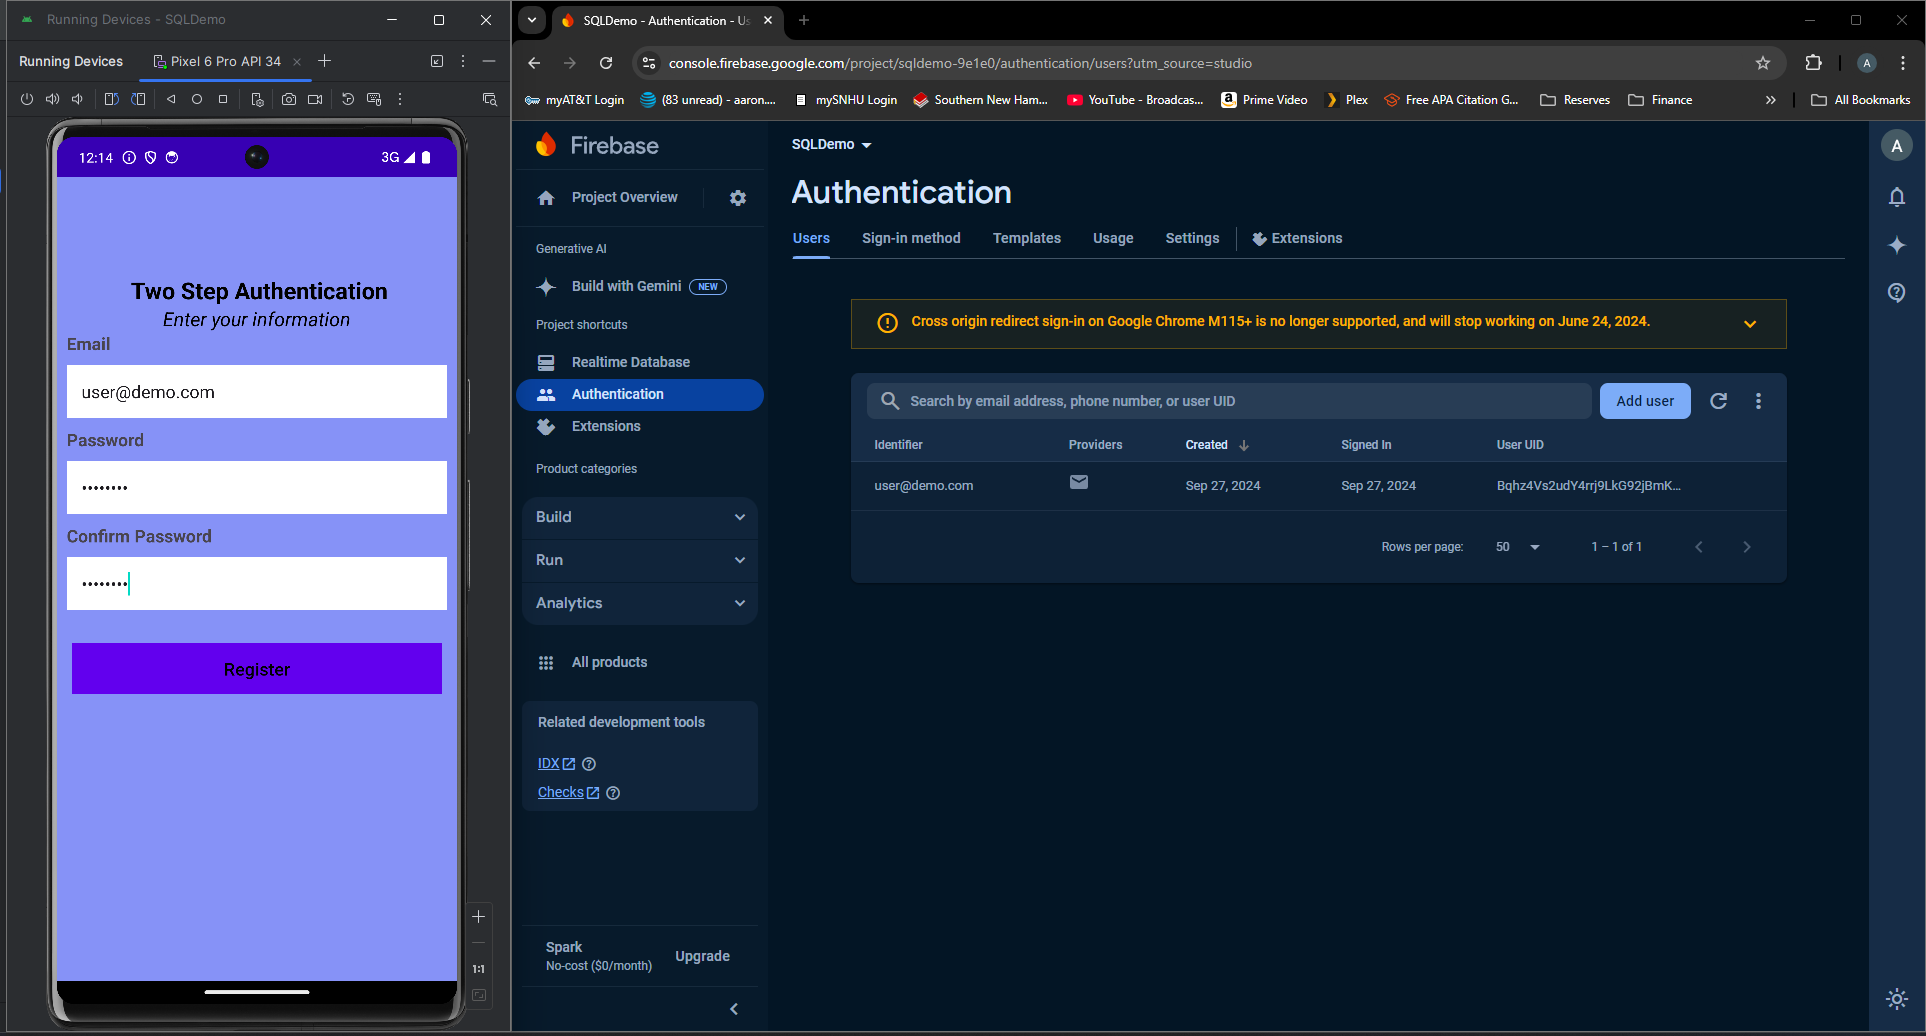 Running Devices - SQLDemo
Running Devices
Pixel 6 Pro API 34
12:14
3G
Two Step Authentication
Enter your information
Email
user@demo.com
Password
••••••••
Confirm Password
••••••••
Register
1:1
SQLDemo - Authentication - Us
console.firebase.google.com/project/sqldemo-9e1e0/authentication/users?utm_source=studio
A
myAT&T Login
(83 unread) - aaron....
mySNHU Login
Southern New Ham...
YouTube - Broadcas...
Prime Video
Plex
Free APA Citation G...
Reserves
Finance
All Bookmarks
Firebase
Project Overview
Generative AI
Build with Gemini
NEW
Project shortcuts
Realtime Database
Authentication
Extensions
Product categories
Build
Run
Analytics
All products
Related development tools
IDX
Checks
Spark
No-cost ($0/month)
Upgrade
SQLDemo
Authentication
Users
Sign-in method
Templates
Usage
Settings
Extensions
Cross origin redirect sign-in on Google Chrome M115+ is no longer supported, and will stop working on June 24, 2024.
Search by email address, phone number, or user UID
Add user
Identifier
Providers
Created
Signed In
User UID
user@demo.com
Sep 27, 2024
Sep 27, 2024
Bqhz4Vs2udY4rrj9LkG92jBmK...
Rows per page:
50
1 – 1 of 1
A